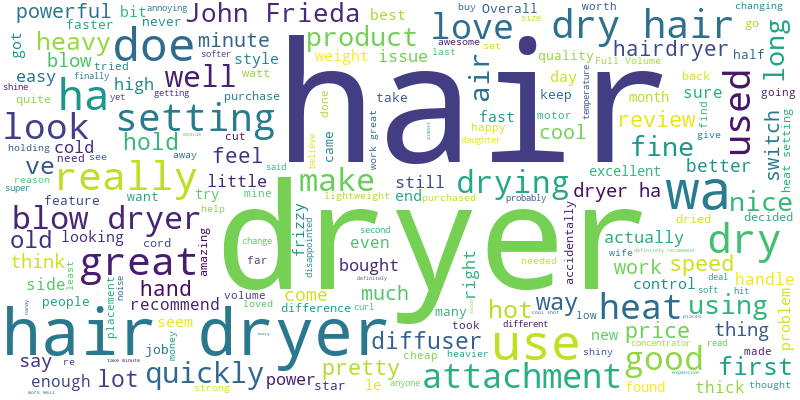 powerful
bit
annoying
never
faster
John Frieda
best
love
dry hair
buy
Overall
worth
changing
go
size
heavy
doe
minute
product
awesome
set
hairdryer
half
long
got
blow
tried
softer
style
weight
issue
last
air
quality
Full Volume
back
going
easy
high
watt
well
hair
day
keep
temperature
month
sure
used
shine
finally
getting
ha
purchase
done
take
fast
motor
find
quite
yet
setting
believe
came
work great
happy
cool
review
give
switch
heat setting
look
hold
cut
daughter
fine
better
holding
cold
feel
away
said
still
excellent
need
see
ve
really
little
make
drying
dryer ha
wa
nice
reason
super
want
try
mine
lightweight
end
purchased
probably
dried
decided
feature
help
blow dryer
dryer
frizzy
disappointed
second
even
right
actually
wife
definitely recommend
dry
old
looking
cord
amazing
change
far
needed
accidentally
work
speed
think
great
bought
definitely
hot
control
deal
handle
side
least
hand
volume
come
much
way
low
soft
hit
problem
people
placement
noise
recommend
loved
difference
curl
many
cool shot
heat
using
hair dryer
seem
diffuser
took
different
new
price
thing
say
job
money
cheap
heavier
use
shiny
concentrator
read
made
re
take minute
quickly
pretty
good
first
enough
lot
power
star
le
attachment
expensive
thick
thought
work well
strong
anyone
found